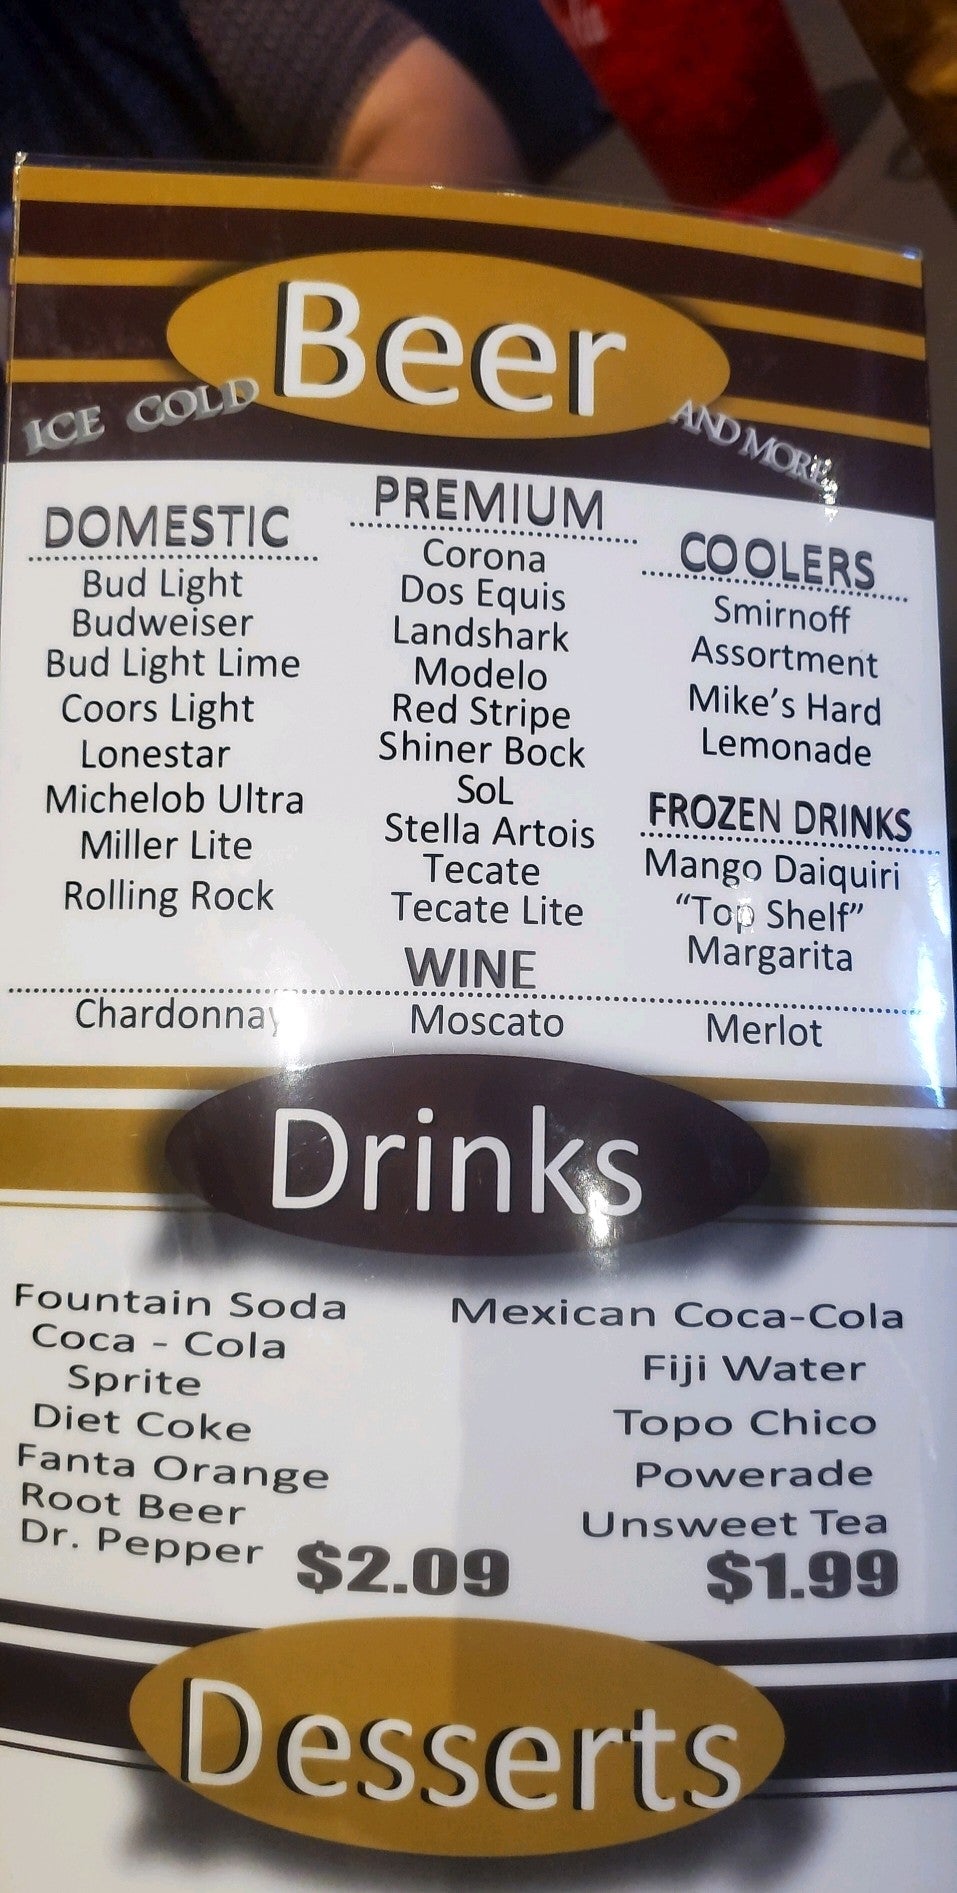 Beer
ICE COLD
AND MORE
DOMESTIC
Bud Light
Budweiser
Bud Light Lime
Coors Light
Lonestar
Michelob Ultra
Miller Lite
Rolling Rock
PREMIUM
Corona
Dos Equis
Landshark
Modelo
Red Stripe
Shiner Bock
SoL
Stella Artois
Tecate
Tecate Lite
COOLERS
Smirnoff
Assortment
Mike's Hard
Lemonade
FROZEN DRINKS
Mango Daiquiri
“Top Shelf”
Margarita
WINE
Chardonnay
Moscato
Merlot
Drinks
Fountain Soda
Coca - Cola
Sprite
Diet Coke
Fanta Orange
Root Beer
Dr. Pepper
$2.09
Mexican Coca-Cola
Fiji Water
Topo Chico
Powerade
Unsweet Tea
$1.99
Desserts